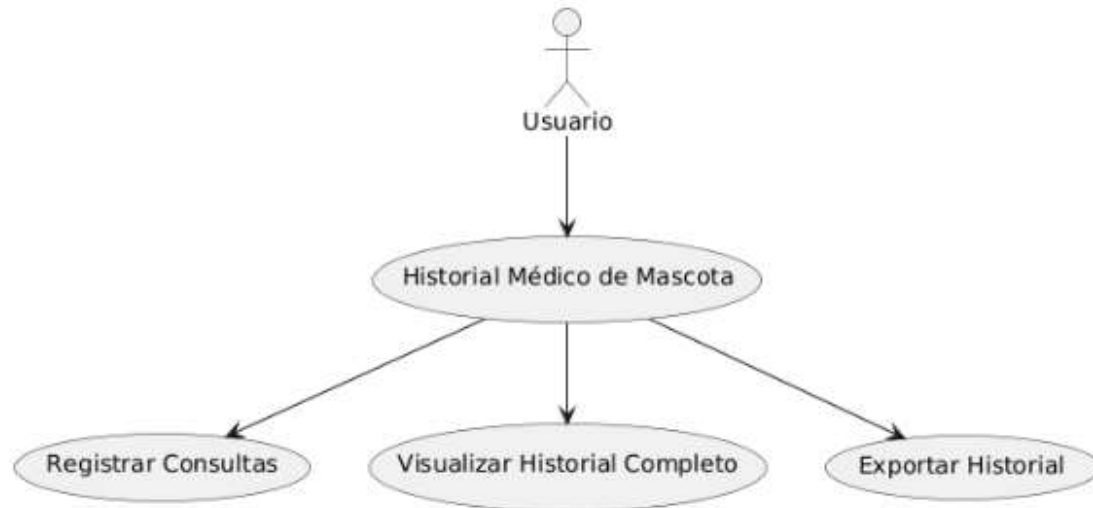 Usuario
Historial Médico de Mascota
Registrar Consultas
Visualizar Historial Completo
Exportar Historial